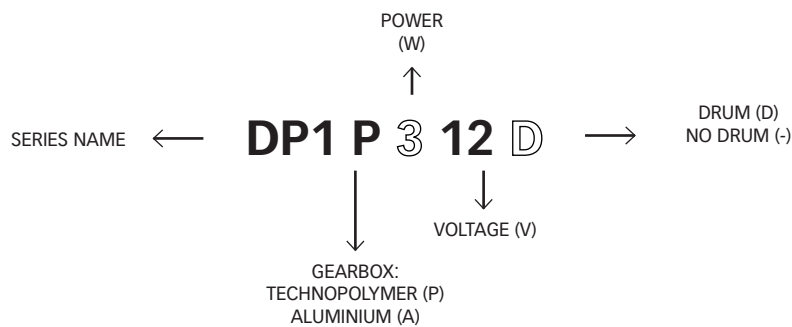 POWER
(W)
SERIES NAME
DP1 P 3 12 D
DRUM (D)
NO DRUM (-)
VOLTAGE (V)
GEARBOX:
TECHNOPOLYMER (P)
ALUMINIUM (A)